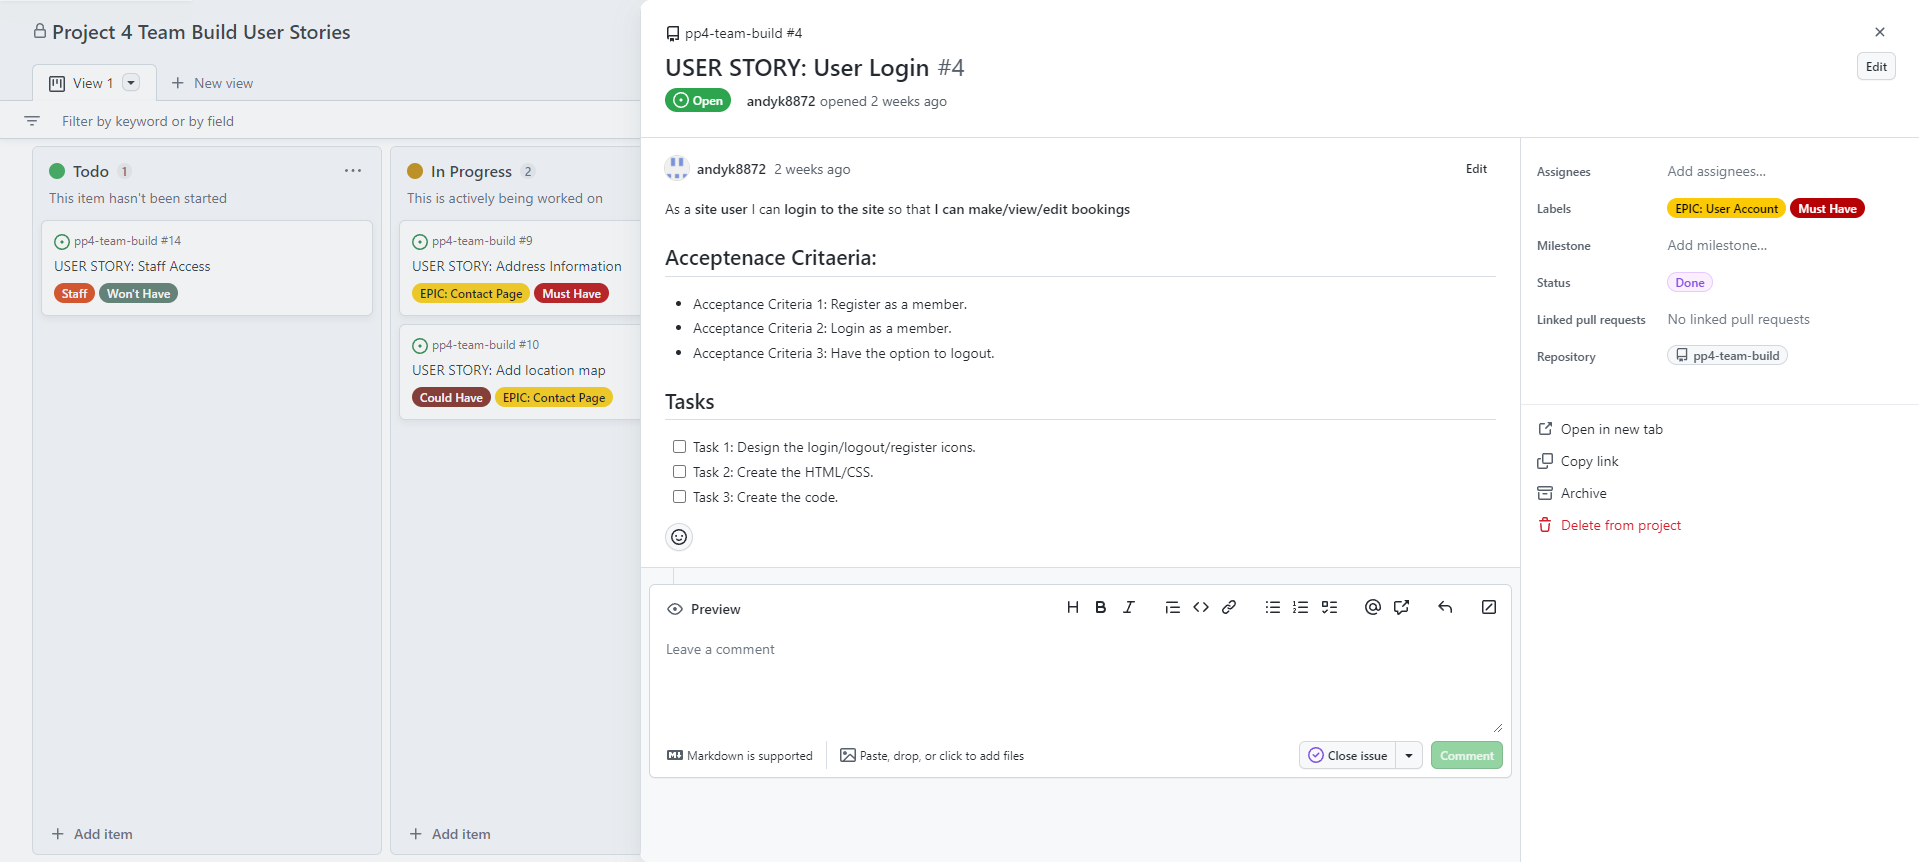 Project 4 Team Build User Stories
View 1
New view
Filter by keyword or by field
Todo 1
This item hasn't been started
pp4-team-build #14
USER STORY: Staff Access
Staff Won't Have
Add item
In Progress 2
This is actively being worked on
pp4-team-build #9
USER STORY: Address Information
EPIC: Contact Page Must Have
pp4-team-build #10
USER STORY: Add location map
Could Have EPIC: Contact Page
Add item
pp4-team-build #4
USER STORY: User Login #4
Edit
Open andyk8872 opened 2 weeks ago
andyk8872 2 weeks ago Edit
As a site user I can login to the site so that I can make/view/edit bookings
Acceptenace Critaeria:
Acceptance Criteria 1: Register as a member.
Acceptance Criteria 2: Login as a member.
Acceptance Criteria 3: Have the option to logout.
Tasks
Task 1: Design the login/logout/register icons.
Task 2: Create the HTML/CSS.
Task 3: Create the code.
Preview
Leave a comment
Markdown is supported
Paste, drop, or click to add files
Close issue
Comment
Assignees Add assignees...
Labels EPIC: User Account Must Have
Milestone Add milestone...
Status Done
Linked pull requests No linked pull requests
Repository pp4-team-build
Open in new tab
Copy link
Archive
Delete from project